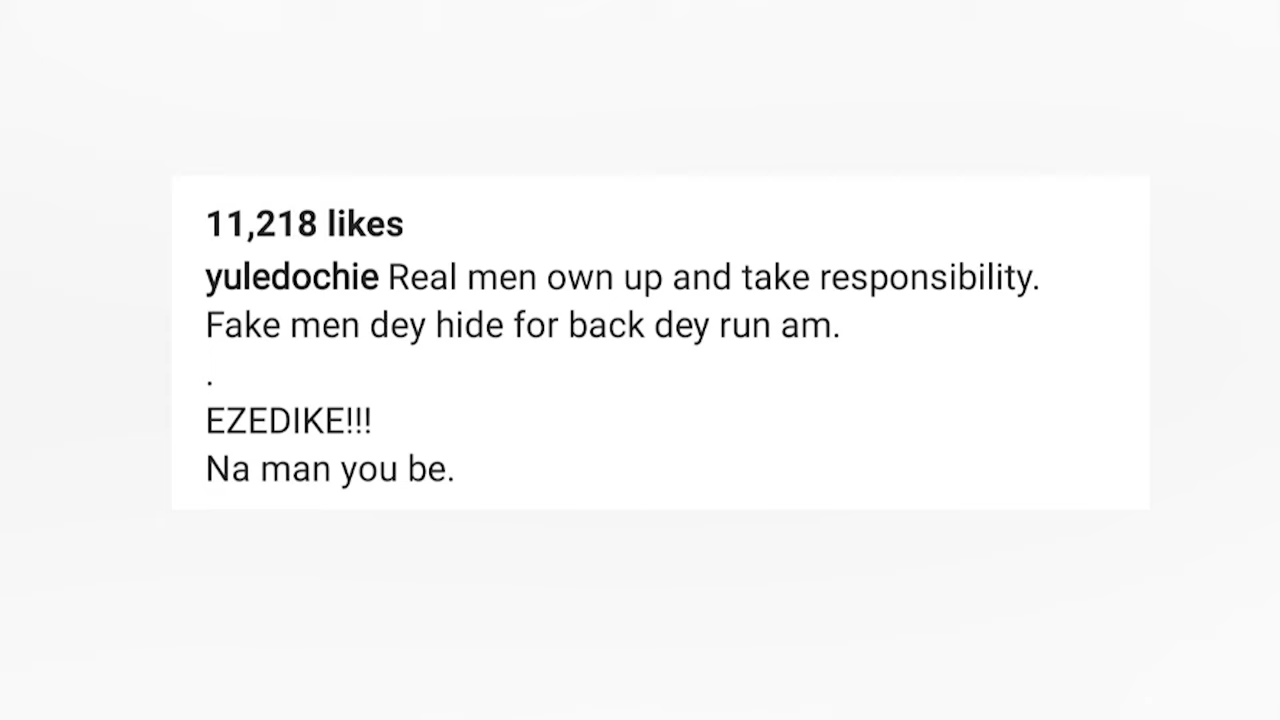 11,218 likes
yuledochie Real men own up and take responsibility.
Fake men dey hide for back dey run am.
.
EZEDIKE!!!
Na man you be.